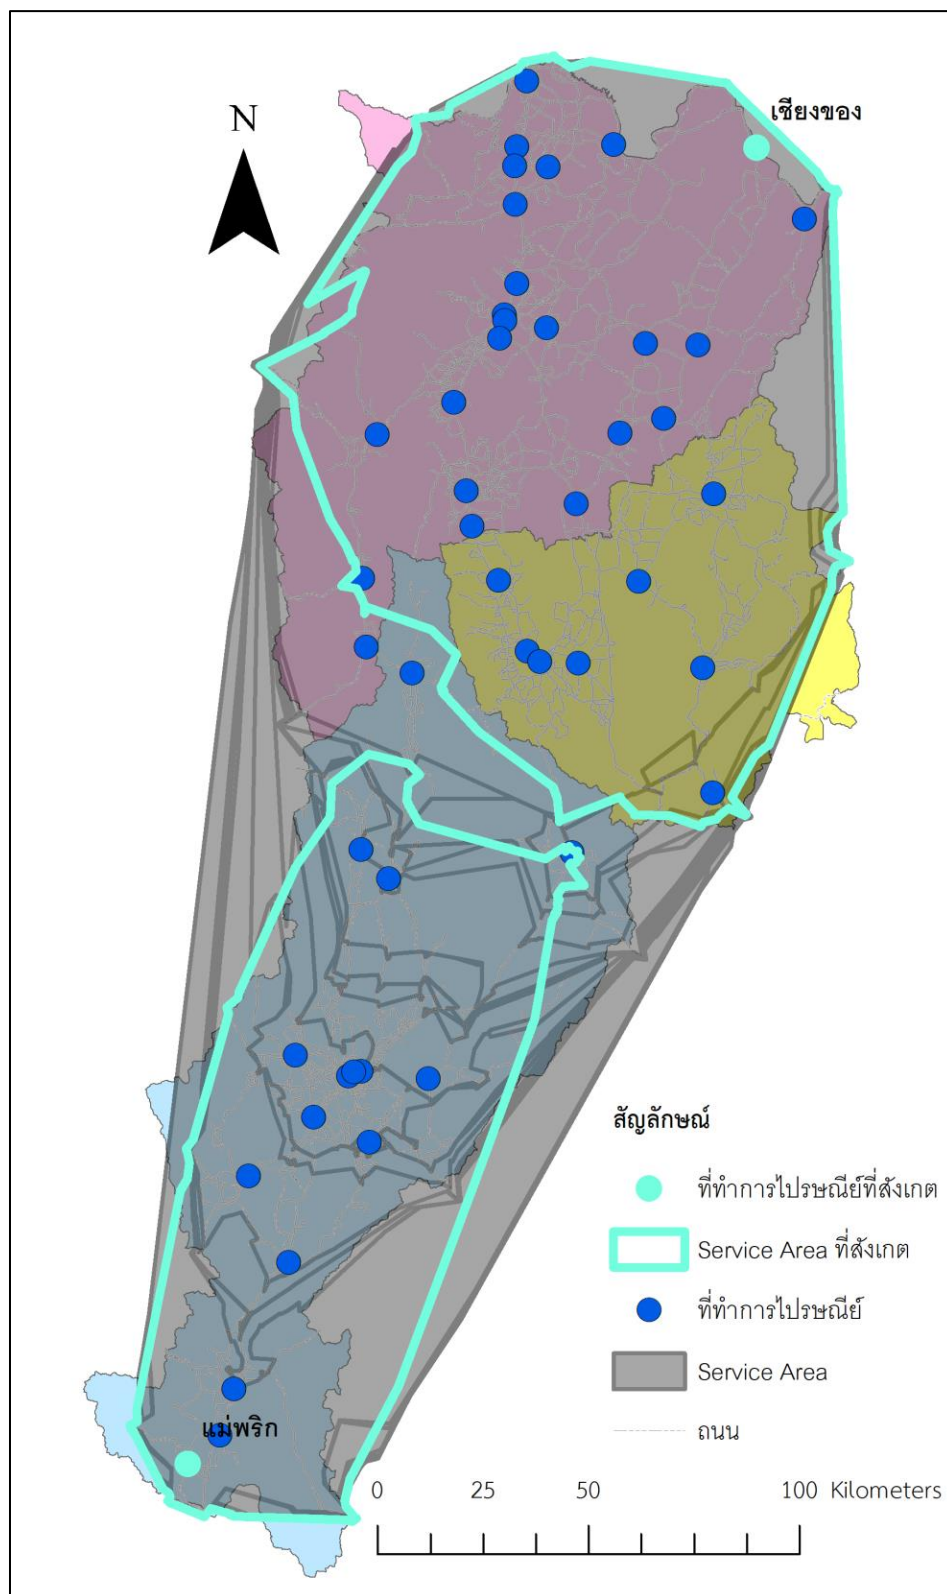 N
เชียงของ
แม่พริก
สัญลักษณ์
ที่ทำการไปรษณีย์ที่สังเกต
Service Area ที่สังเกต
ที่ทำการไปรษณีย์
Service Area
ถนน
0 25 50 100 Kilometers